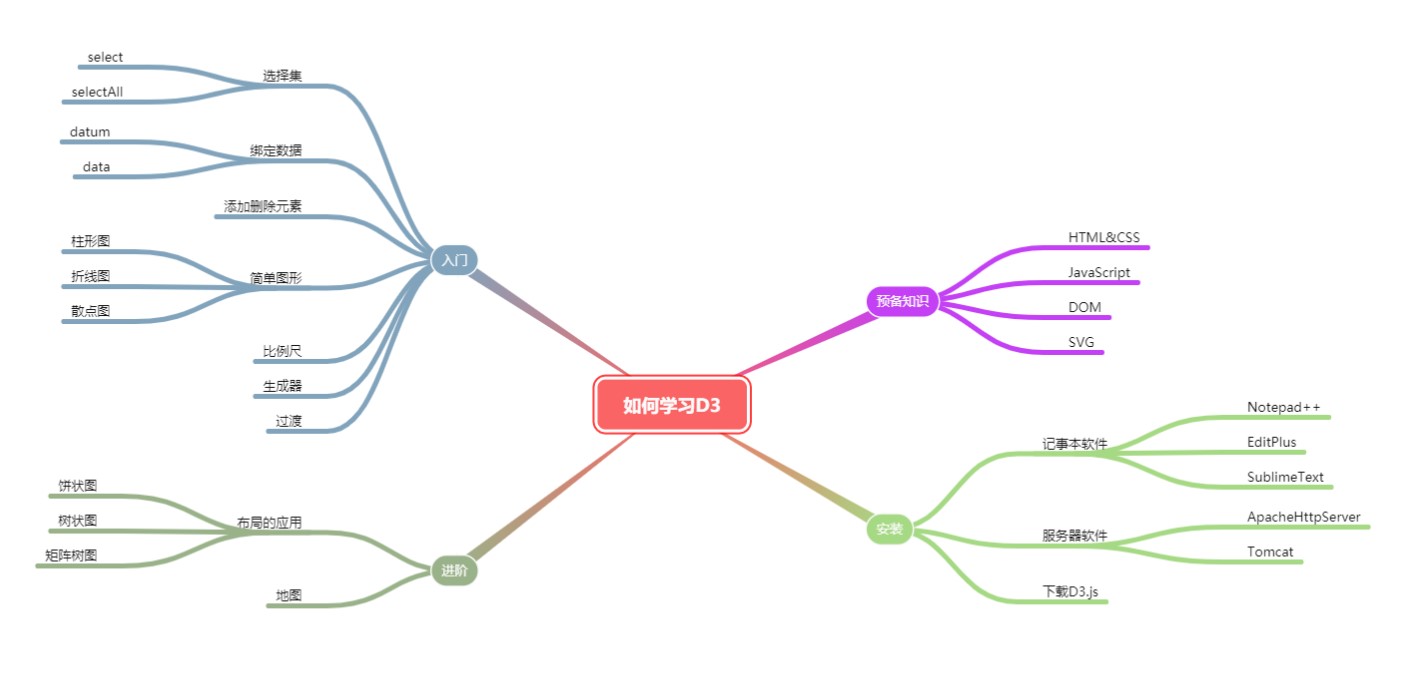 如何学习D3
预备知识
HTML&CSS
JavaScript
DOM
SVG
安装
记事本软件
Notepad++
EditPlus
SublimeText
服务器软件
ApacheHttpServer
Tomcat
下载D3.js
入门
选择集
select
selectAll
绑定数据
datum
data
添加删除元素
简单图形
柱形图
折线图
散点图
比例尺
生成器
过渡
进阶
布局的应用
饼状图
树状图
矩阵树图
地图